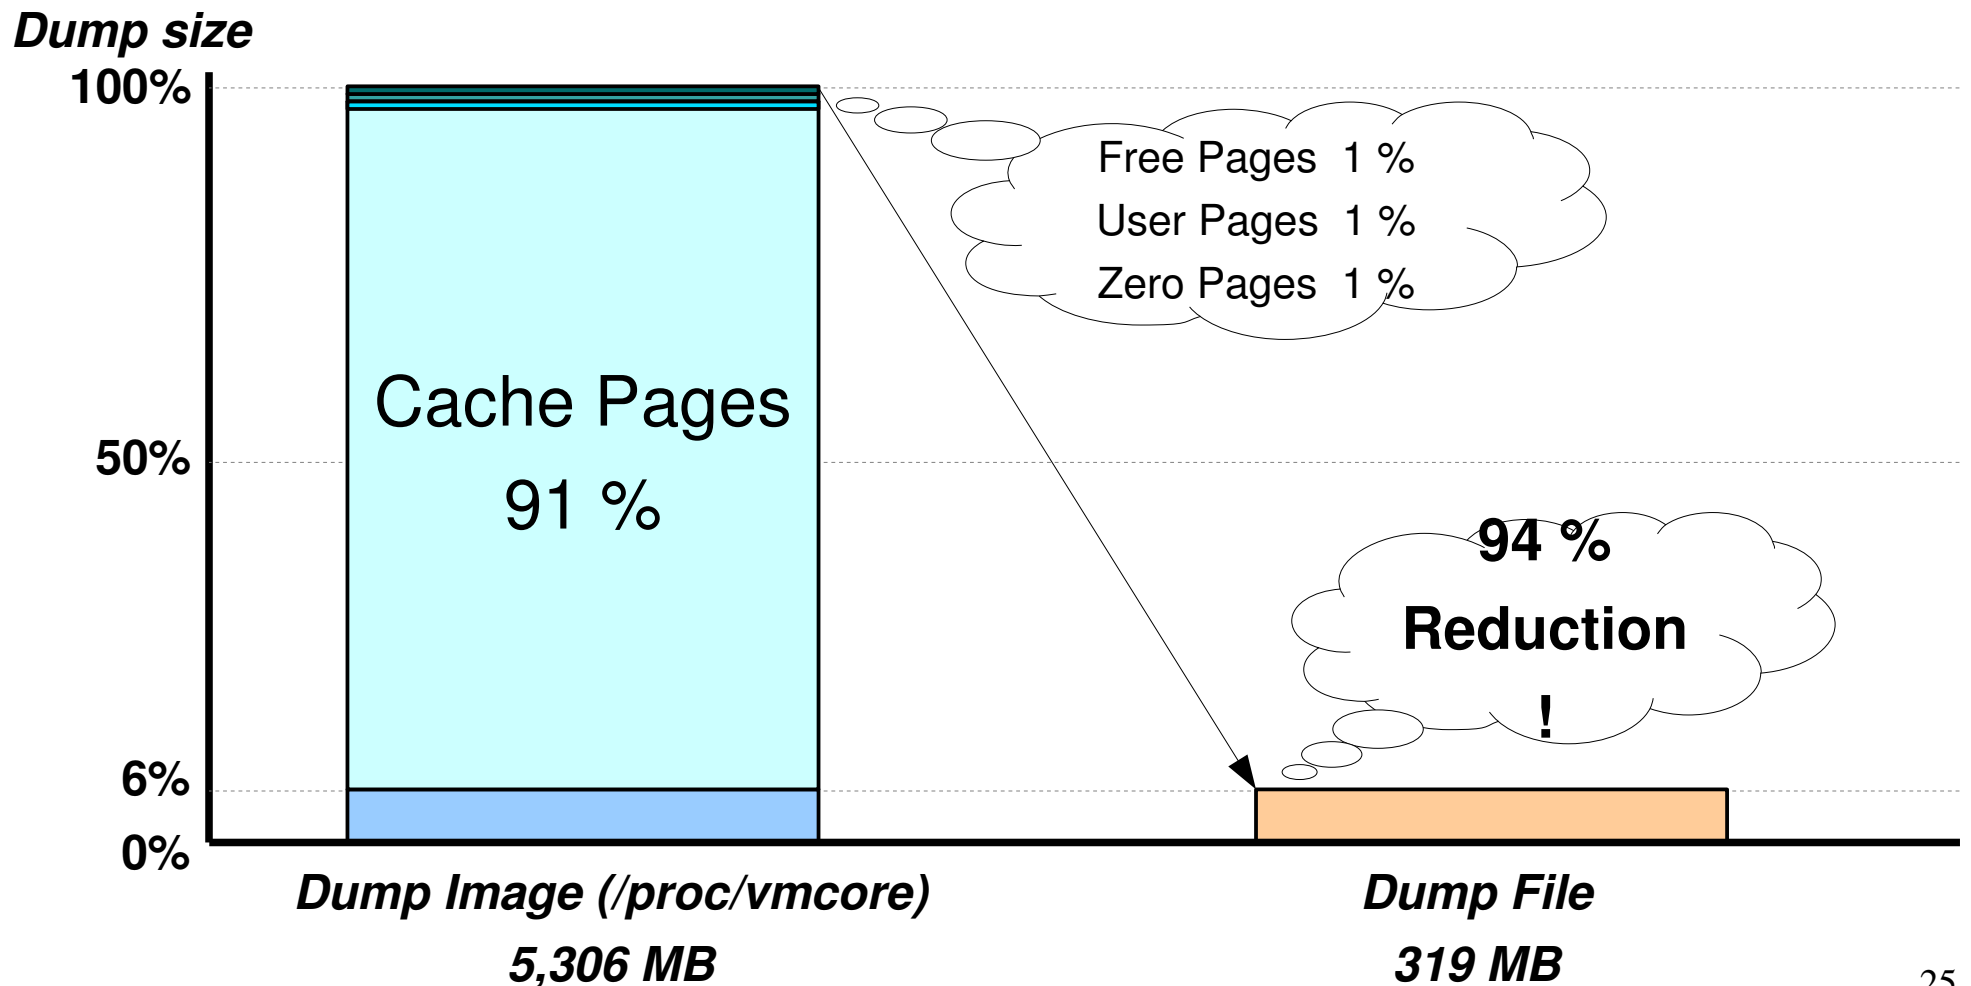 Dump size
100%
Free Pages 1 %
User Pages 1 %
Zero Pages 1 %
Cache Pages
91 %
50%
94 %
Reduction
!
6%
0%
Dump Image (/proc/vmcore)
5,306 MB
Dump File
319 MB
25